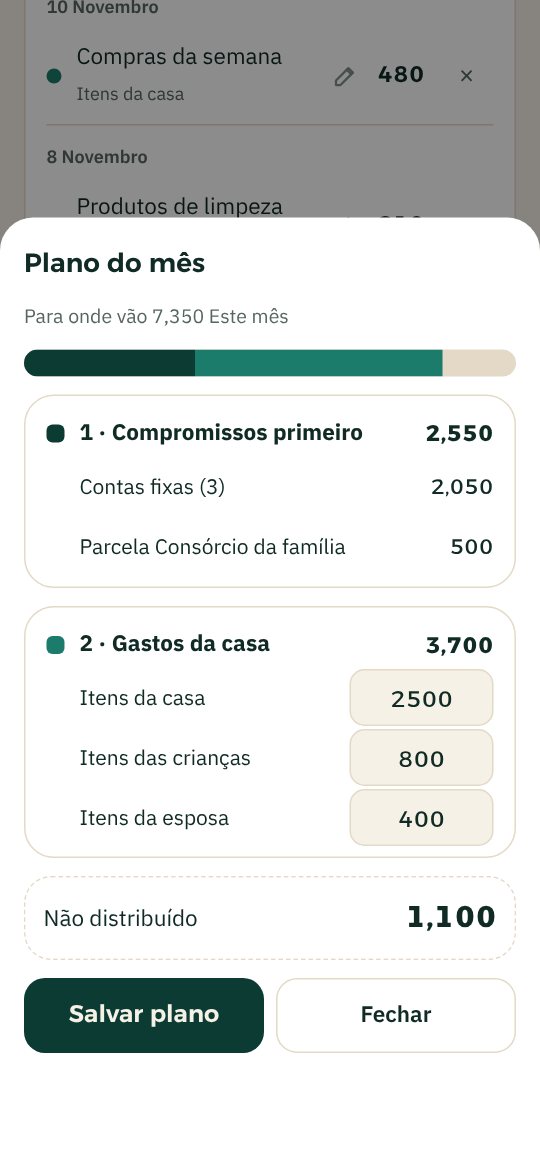 10 Novembro
Compras da semana
480
×
Itens da casa
8 Novembro
Produtos de limpeza
Plano do mês
Para onde vão 7,350 Este mês
1 · Compromissos primeiro 2,550
Contas fixas (3) 2,050
Parcela Consórcio da família 500
2 · Gastos da casa 3,700
Itens da casa 2500
Itens das crianças 800
Itens da esposa 400
Não distribuído 1,100
Salvar plano Fechar